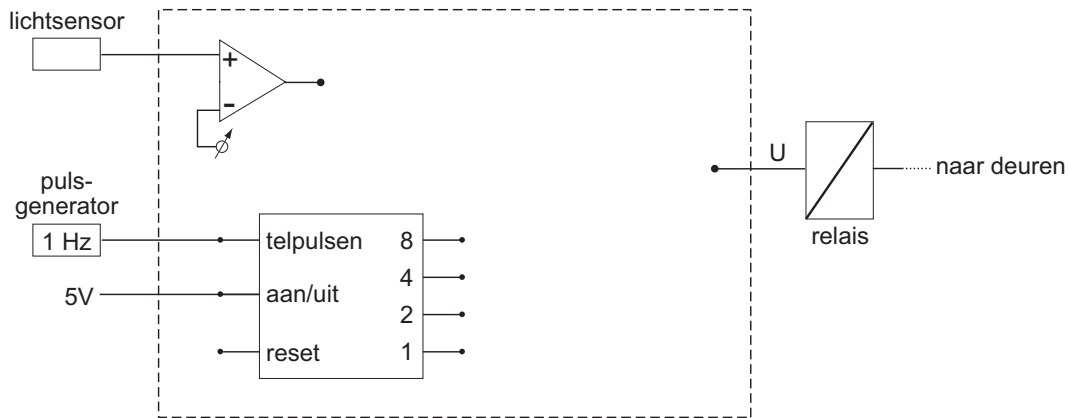 lichtsensor
+
-
U
naar deuren
relais
puls-
generator
1 Hz
5V
telpulsen 8
4
aan/uit
2
reset 1